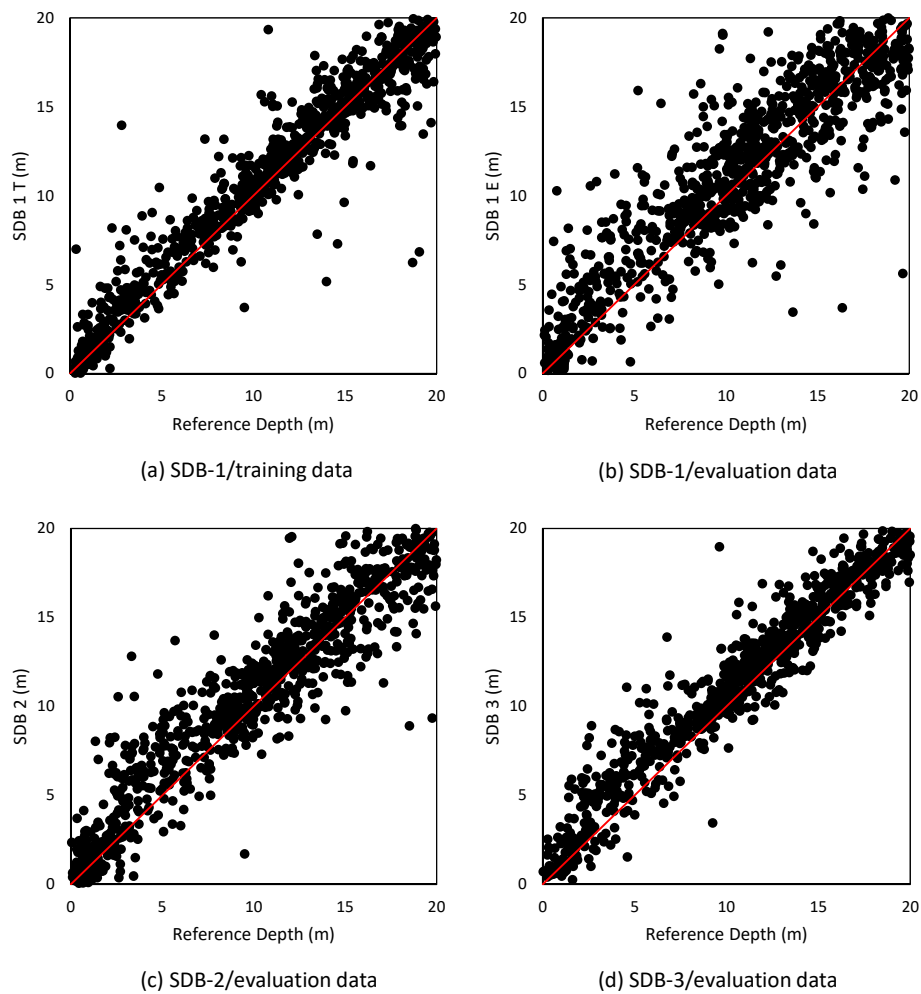 20
15
10
5
0
SDB 1 T (m)
0 5 10 15 20
Reference Depth (m)
(a) SDB-1/training data
20
15
10
5
0
SDB 1 E (m)
0 5 10 15 20
Reference Depth (m)
(b) SDB-1/evaluation data
20
15
10
5
0
SDB 2 (m)
0 5 10 15 20
Reference Depth (m)
(c) SDB-2/evaluation data
20
15
10
5
0
SDB 3 (m)
0 5 10 15 20
Reference Depth (m)
(d) SDB-3/evaluation data